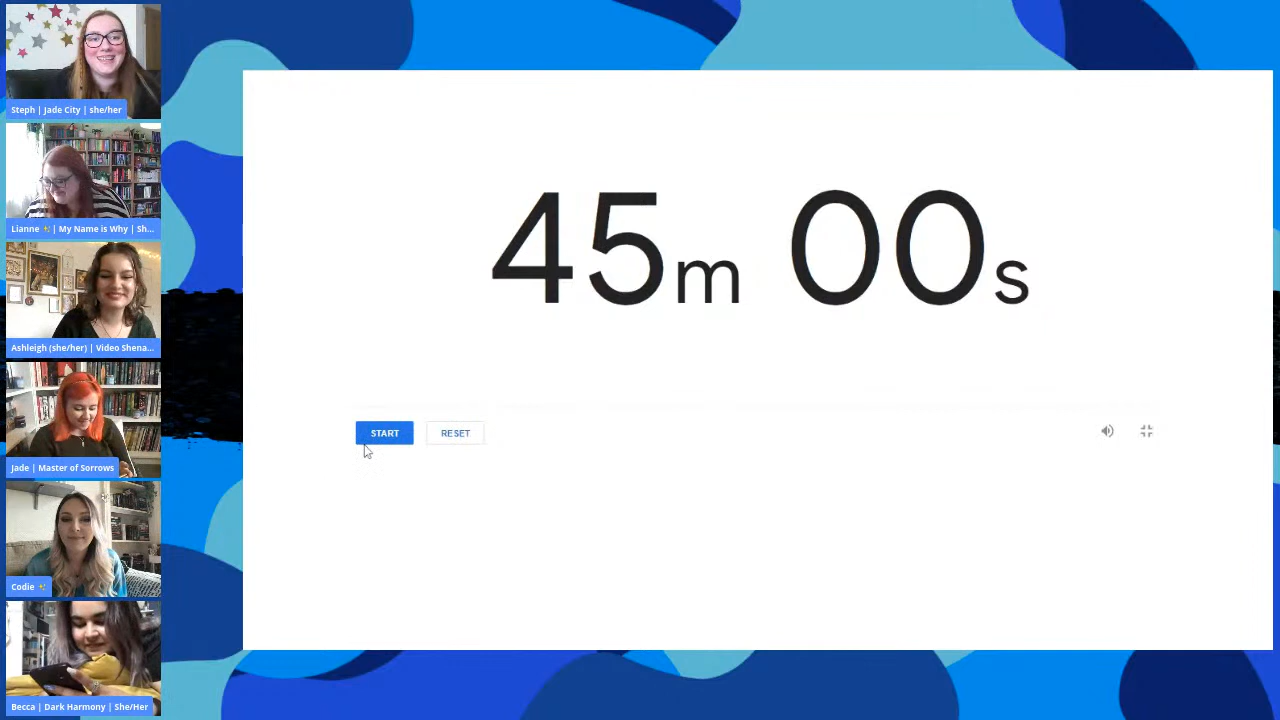 Steph | Jade City | she/her
Lianne ✨ | My Name is Why | Sh...
Ashleigh (she/her) | Video Shena...
Jade | Master of Sorrows
Codie ✨
Becca | Dark Harmony | She/Her
45m 00s
START RESET